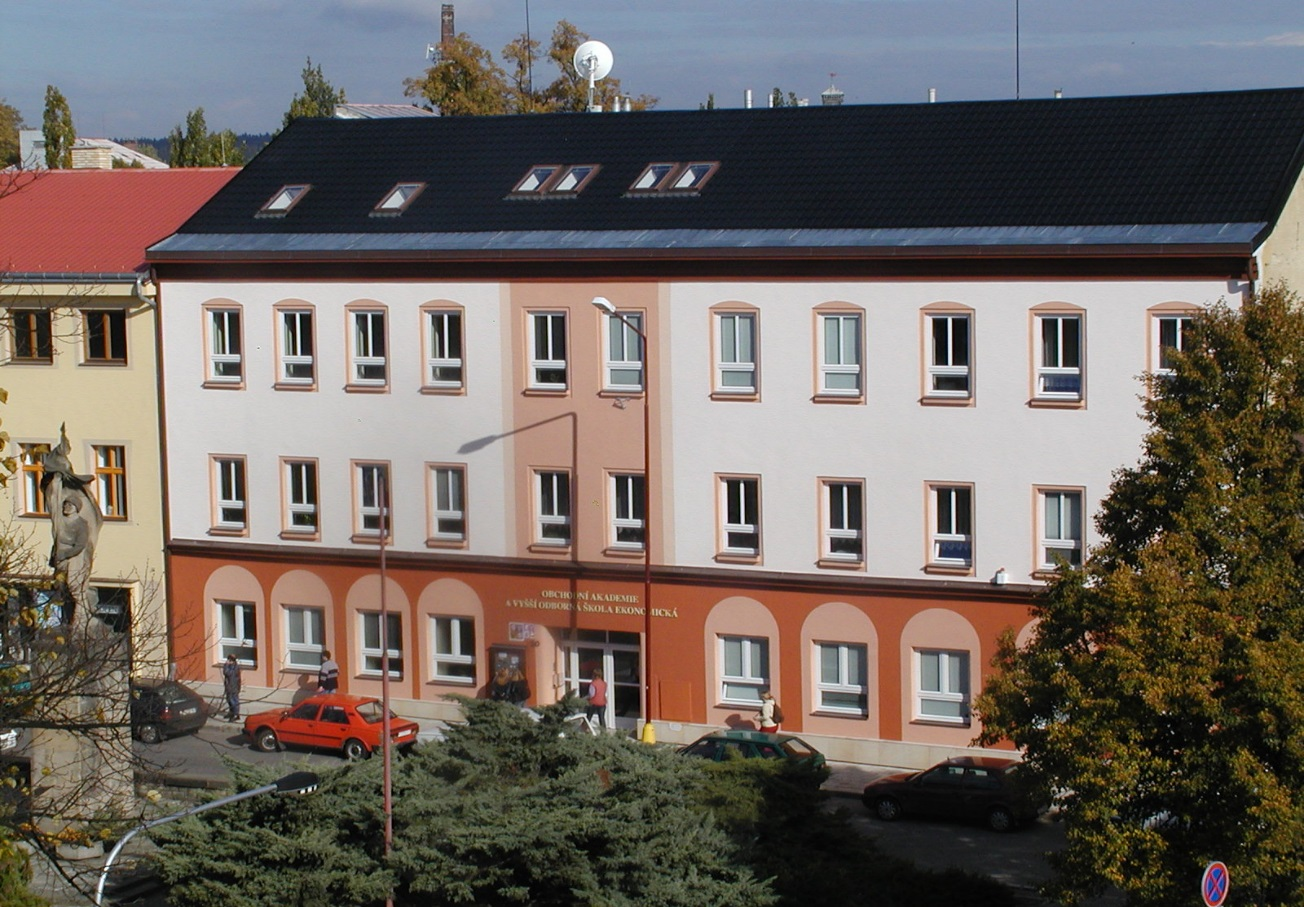 OBCHODNÍ AKADEMIE
A VYŠŠÍ ODBORNÁ ŠKOLA EKONOMICKÁ